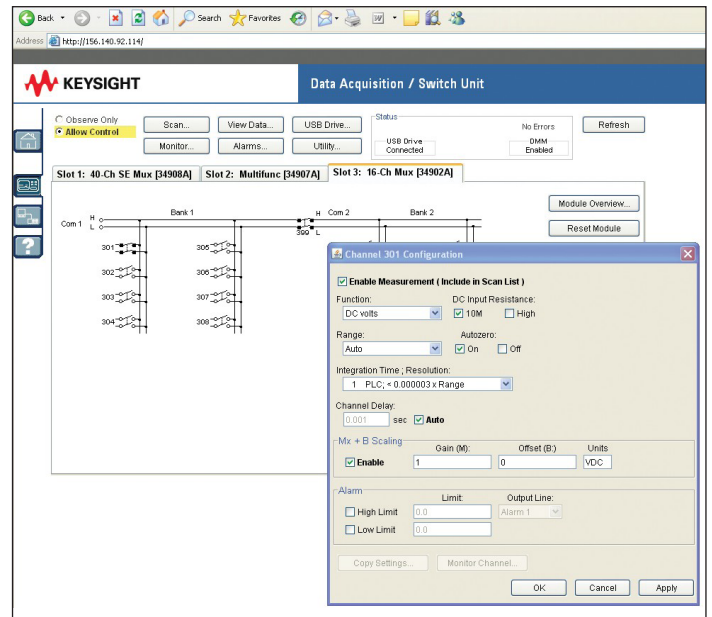 Back
Search
Favorites
Address http://156.140.92.114/
KEYSIGHT
Data Acquisition / Switch Unit
Observe Only
Allow Control
Scan...
View Data...
USB Drive...
Status
No Errors
Refresh
Monitor...
Alarms...
Utility...
USB Drive
Connected
DMM
Enabled
Slot 1: 40-Ch SE Mux [34908A]
Slot 2: Multifunc [34907A]
Slot 3: 16-Ch Mux [34902A]
Module Overview...
Reset Module
Com 1
H
L
Bank 1
H Com 2
399 L
Bank 2
301
305
302
306
303
307
304
308
Channel 301 Configuration
Enable Measurement ( Include in Scan List )
Function:
DC Input Resistance:
DC volts
10M
High
Range:
Autozero:
Auto
On
Off
Integration Time ; Resolution:
1 PLC; < 0.000003 x Range
Channel Delay:
0.001 sec
Auto
Mx + B Scaling
Gain (M):
Offset (B:)
Units
Enable
1
0
VDC
Alarm
Limit:
Output Line:
High Limit
0.0
Alarm 1
Low Limit
0.0
Copy Settings...
Monitor Channel...
OK
Cancel
Apply